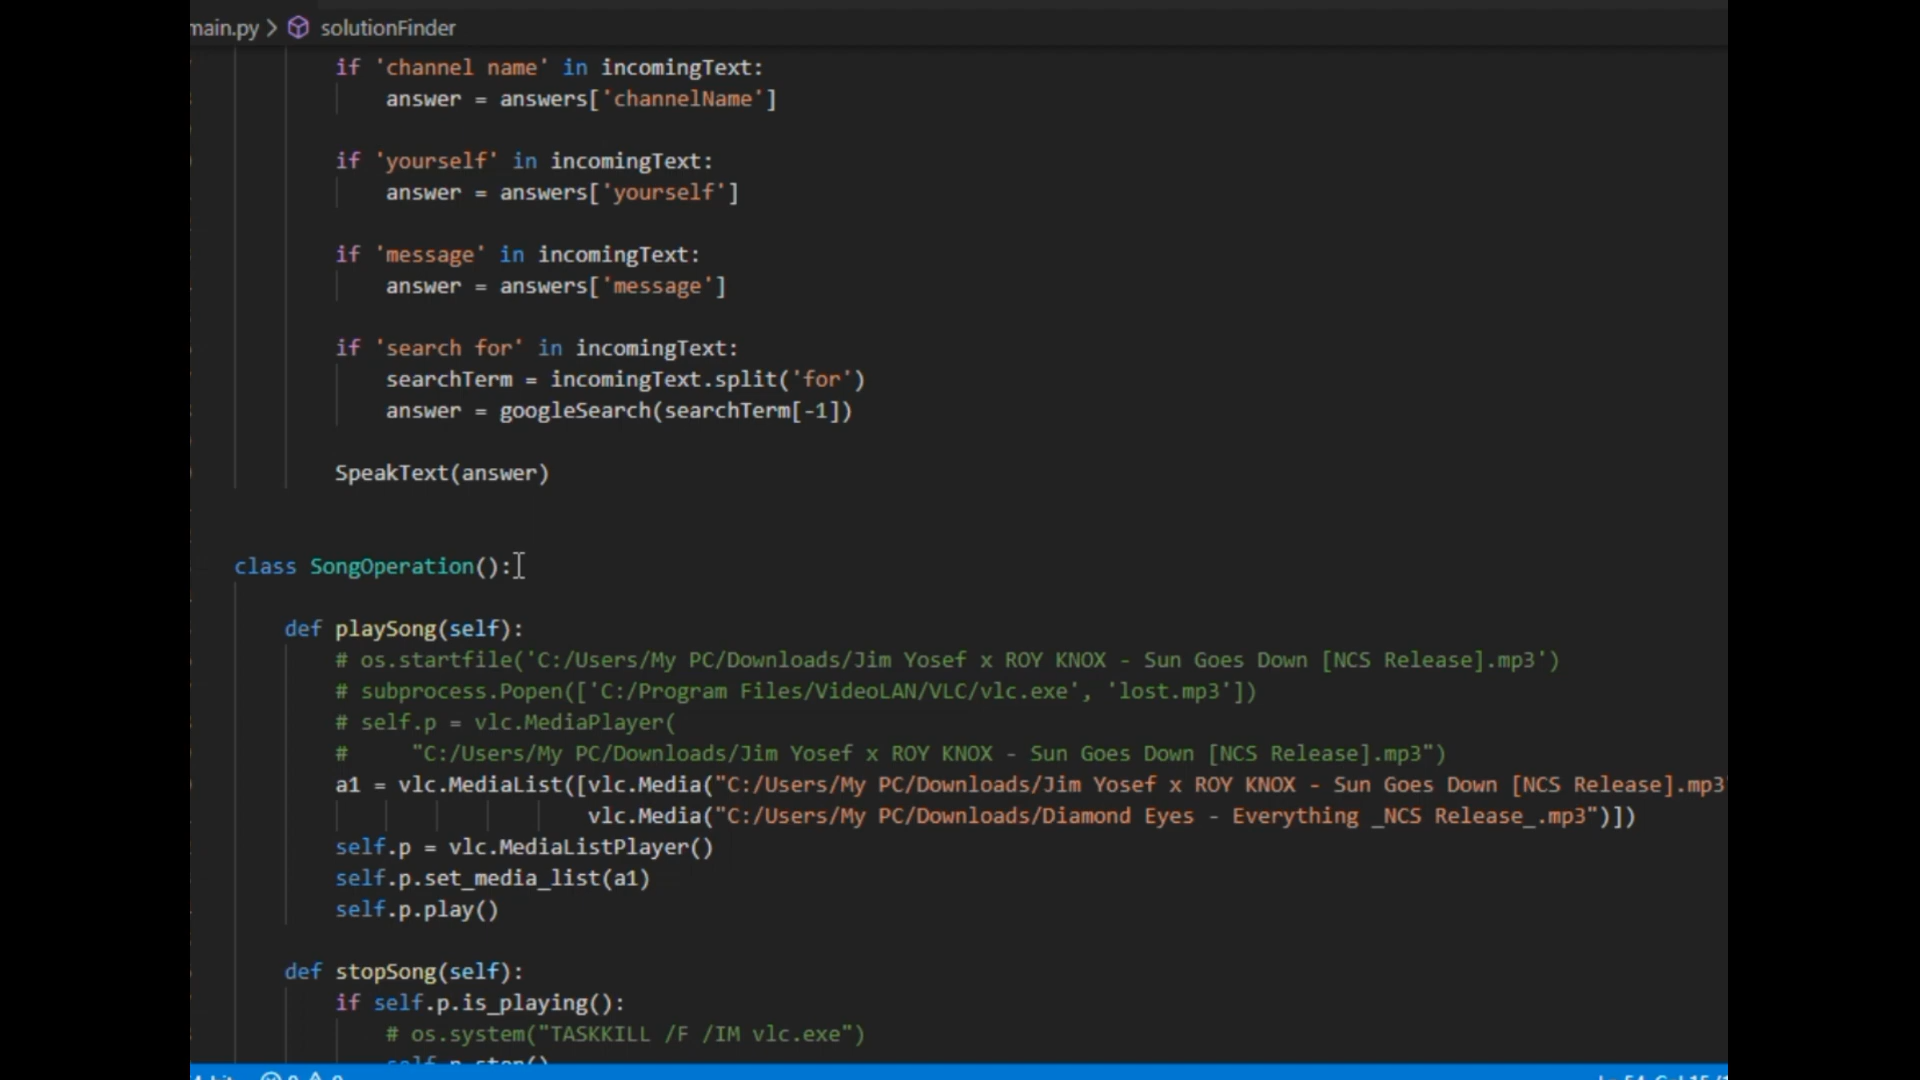 main.py > solutionFinder
if 'channel name' in incomingText:
answer = answers['channelName']
if 'yourself' in incomingText:
answer = answers['yourself']
if 'message' in incomingText:
answer = answers['message']
if 'search for' in incomingText:
searchTerm = incomingText.split('for')
answer = googleSearch(searchTerm[-1])
SpeakText(answer)
class SongOperation():
def playSong(self):
# os.startfile('C:/Users/My PC/Downloads/Jim Yosef x ROY KNOX - Sun Goes Down [NCS Release].mp3')
# subprocess.Popen(['C:/Program Files/VideoLAN/VLC/vlc.exe', 'lost.mp3'])
# self.p = vlc.MediaPlayer(
#     "C:/Users/My PC/Downloads/Jim Yosef x ROY KNOX - Sun Goes Down [NCS Release].mp3")
a1 = vlc.MediaList([vlc.Media("C:/Users/My PC/Downloads/Jim Yosef x ROY KNOX - Sun Goes Down [NCS Release].mp3
vlc.Media("C:/Users/My PC/Downloads/Diamond Eyes - Everything _NCS Release_.mp3")])
self.p = vlc.MediaListPlayer()
self.p.set_media_list(a1)
self.p.play()
def stopSong(self):
if self.p.is_playing():
# os.system("TASKKILL /F /IM vlc.exe")
self.p.stop()